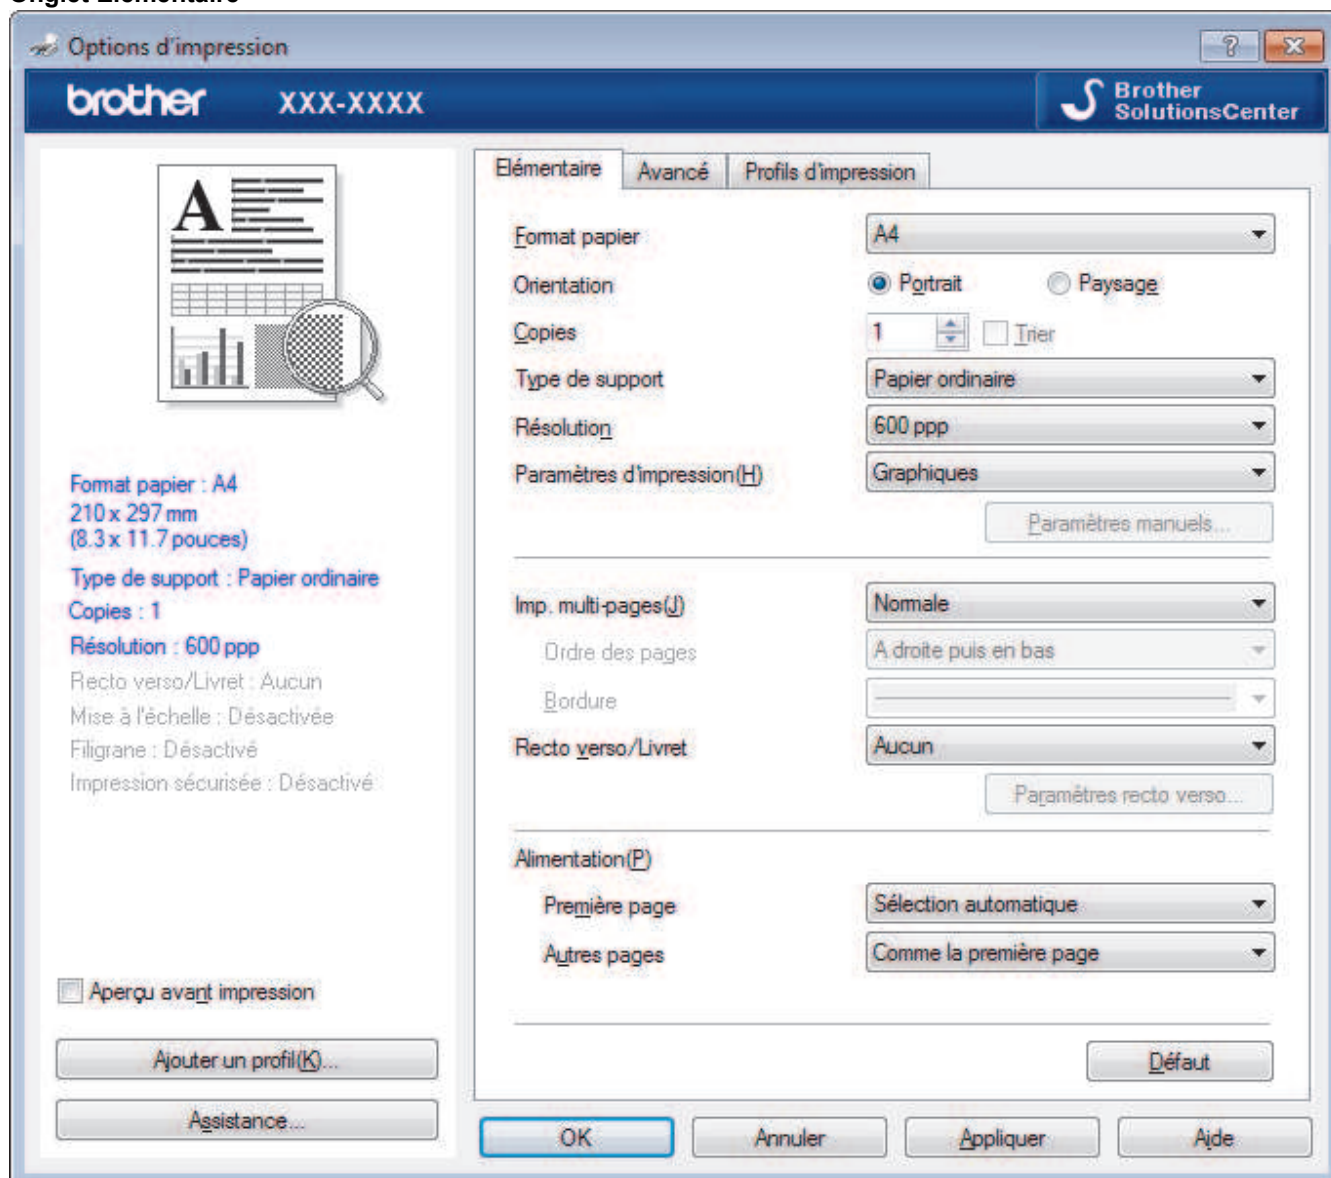 Options d'impression
brother XXX-XXXX
Brother
SolutionsCenter
A
Format papier : A4
210 x 297 mm
(8.3 x 11.7 pouces)
Type de support : Papier ordinaire
Copies : 1
Résolution : 600 ppp
Recto verso/Livret : Aucun
Mise à l'échelle : Désactivée
Filigrane : Désactivé
Impression sécurisée : Désactivé
Aperçu avant impression
Ajouter un profil(K)...
Assistance...
Elémentaire Avancé Profils d'impression
Format papier A4
Orientation Portrait Paysage
Copies 1 Trier
Type de support Papier ordinaire
Résolution 600 ppp
Paramètres d'impression(H) Graphiques
Paramètres manuels...
Imp. multi-pages(J) Normale
Ordre des pages A droite puis en bas
Bordure
Recto verso/Livret Aucun
Paramètres recto verso...
Alimentation(P)
Première page Sélection automatique
Autres pages Comme la première page
Défaut
OK Annuler Appliquer Aide